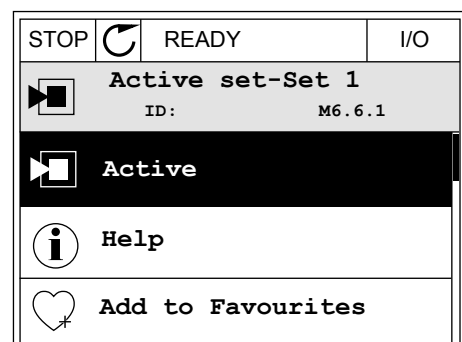 STOP READY I/O
Active set-Set 1
ID: M6.6.1
Active
Help
Add to Favourites